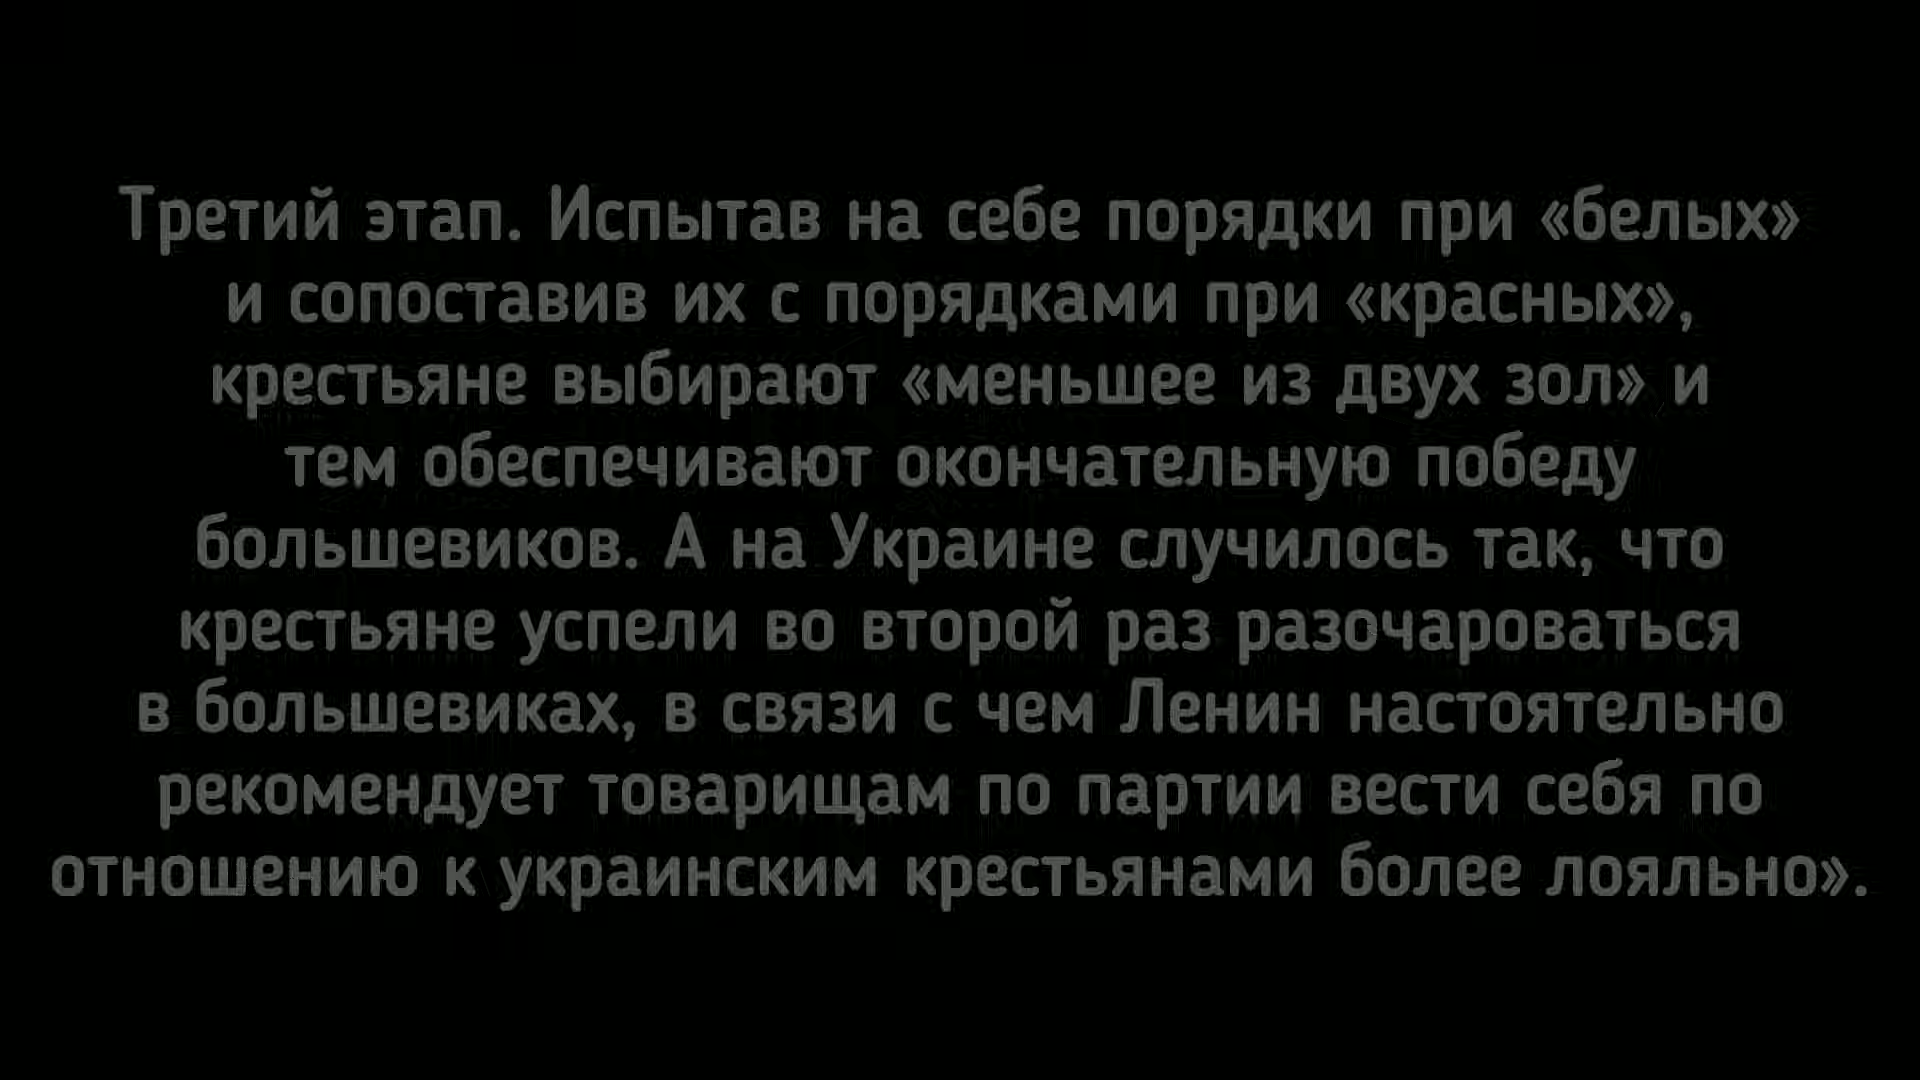 Третий этап. Испытав на себе порядки при «белых»
и сопоставив их с порядками при «красных»,
крестьяне выбирают «меньшее из двух зол» и
тем обеспечивают окончательную победу
большевиков. А на Украине случилось так, что
крестьяне успели во второй раз разочароваться
в большевиках, в связи с чем Ленин настоятельно
рекомендует товарищам по партии вести себя по
отношению к украинским крестьянами более лояльно».